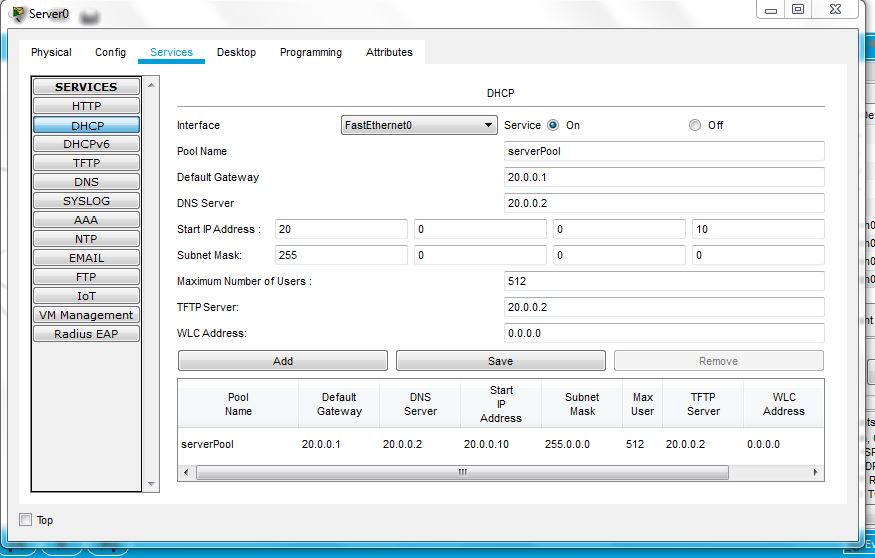 Server0
Physical Config Services Desktop Programming Attributes
SERVICES
HTTP
DHCP
DHCPv6
TFTP
DNS
SYSLOG
AAA
NTP
EMAIL
FTP
IoT
VM Management
Radius EAP
DHCP
Interface FastEthernet0 Service On Off
Pool Name serverPool
Default Gateway 20.0.0.1
DNS Server 20.0.0.2
Start IP Address : 20 0 0 10
Subnet Mask: 255 0 0 0
Maximum Number of Users : 512
TFTP Server: 20.0.0.2
WLC Address: 0.0.0.0
Add Save Remove
Pool Name Default Gateway DNS Server Start IP Address Subnet Mask Max User TFTP Server WLC Address
serverPool 20.0.0.1 20.0.0.2 20.0.0.10 255.0.0.0 512 20.0.0.2 0.0.0.0
Top